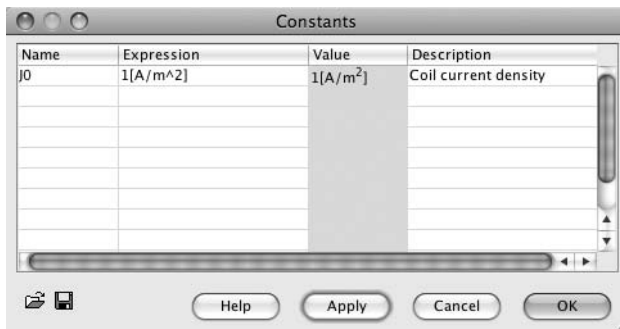 Constants
Name Expression Value Description
J0 1[A/m^2] 1[A/m²] Coil current density
Help Apply Cancel OK